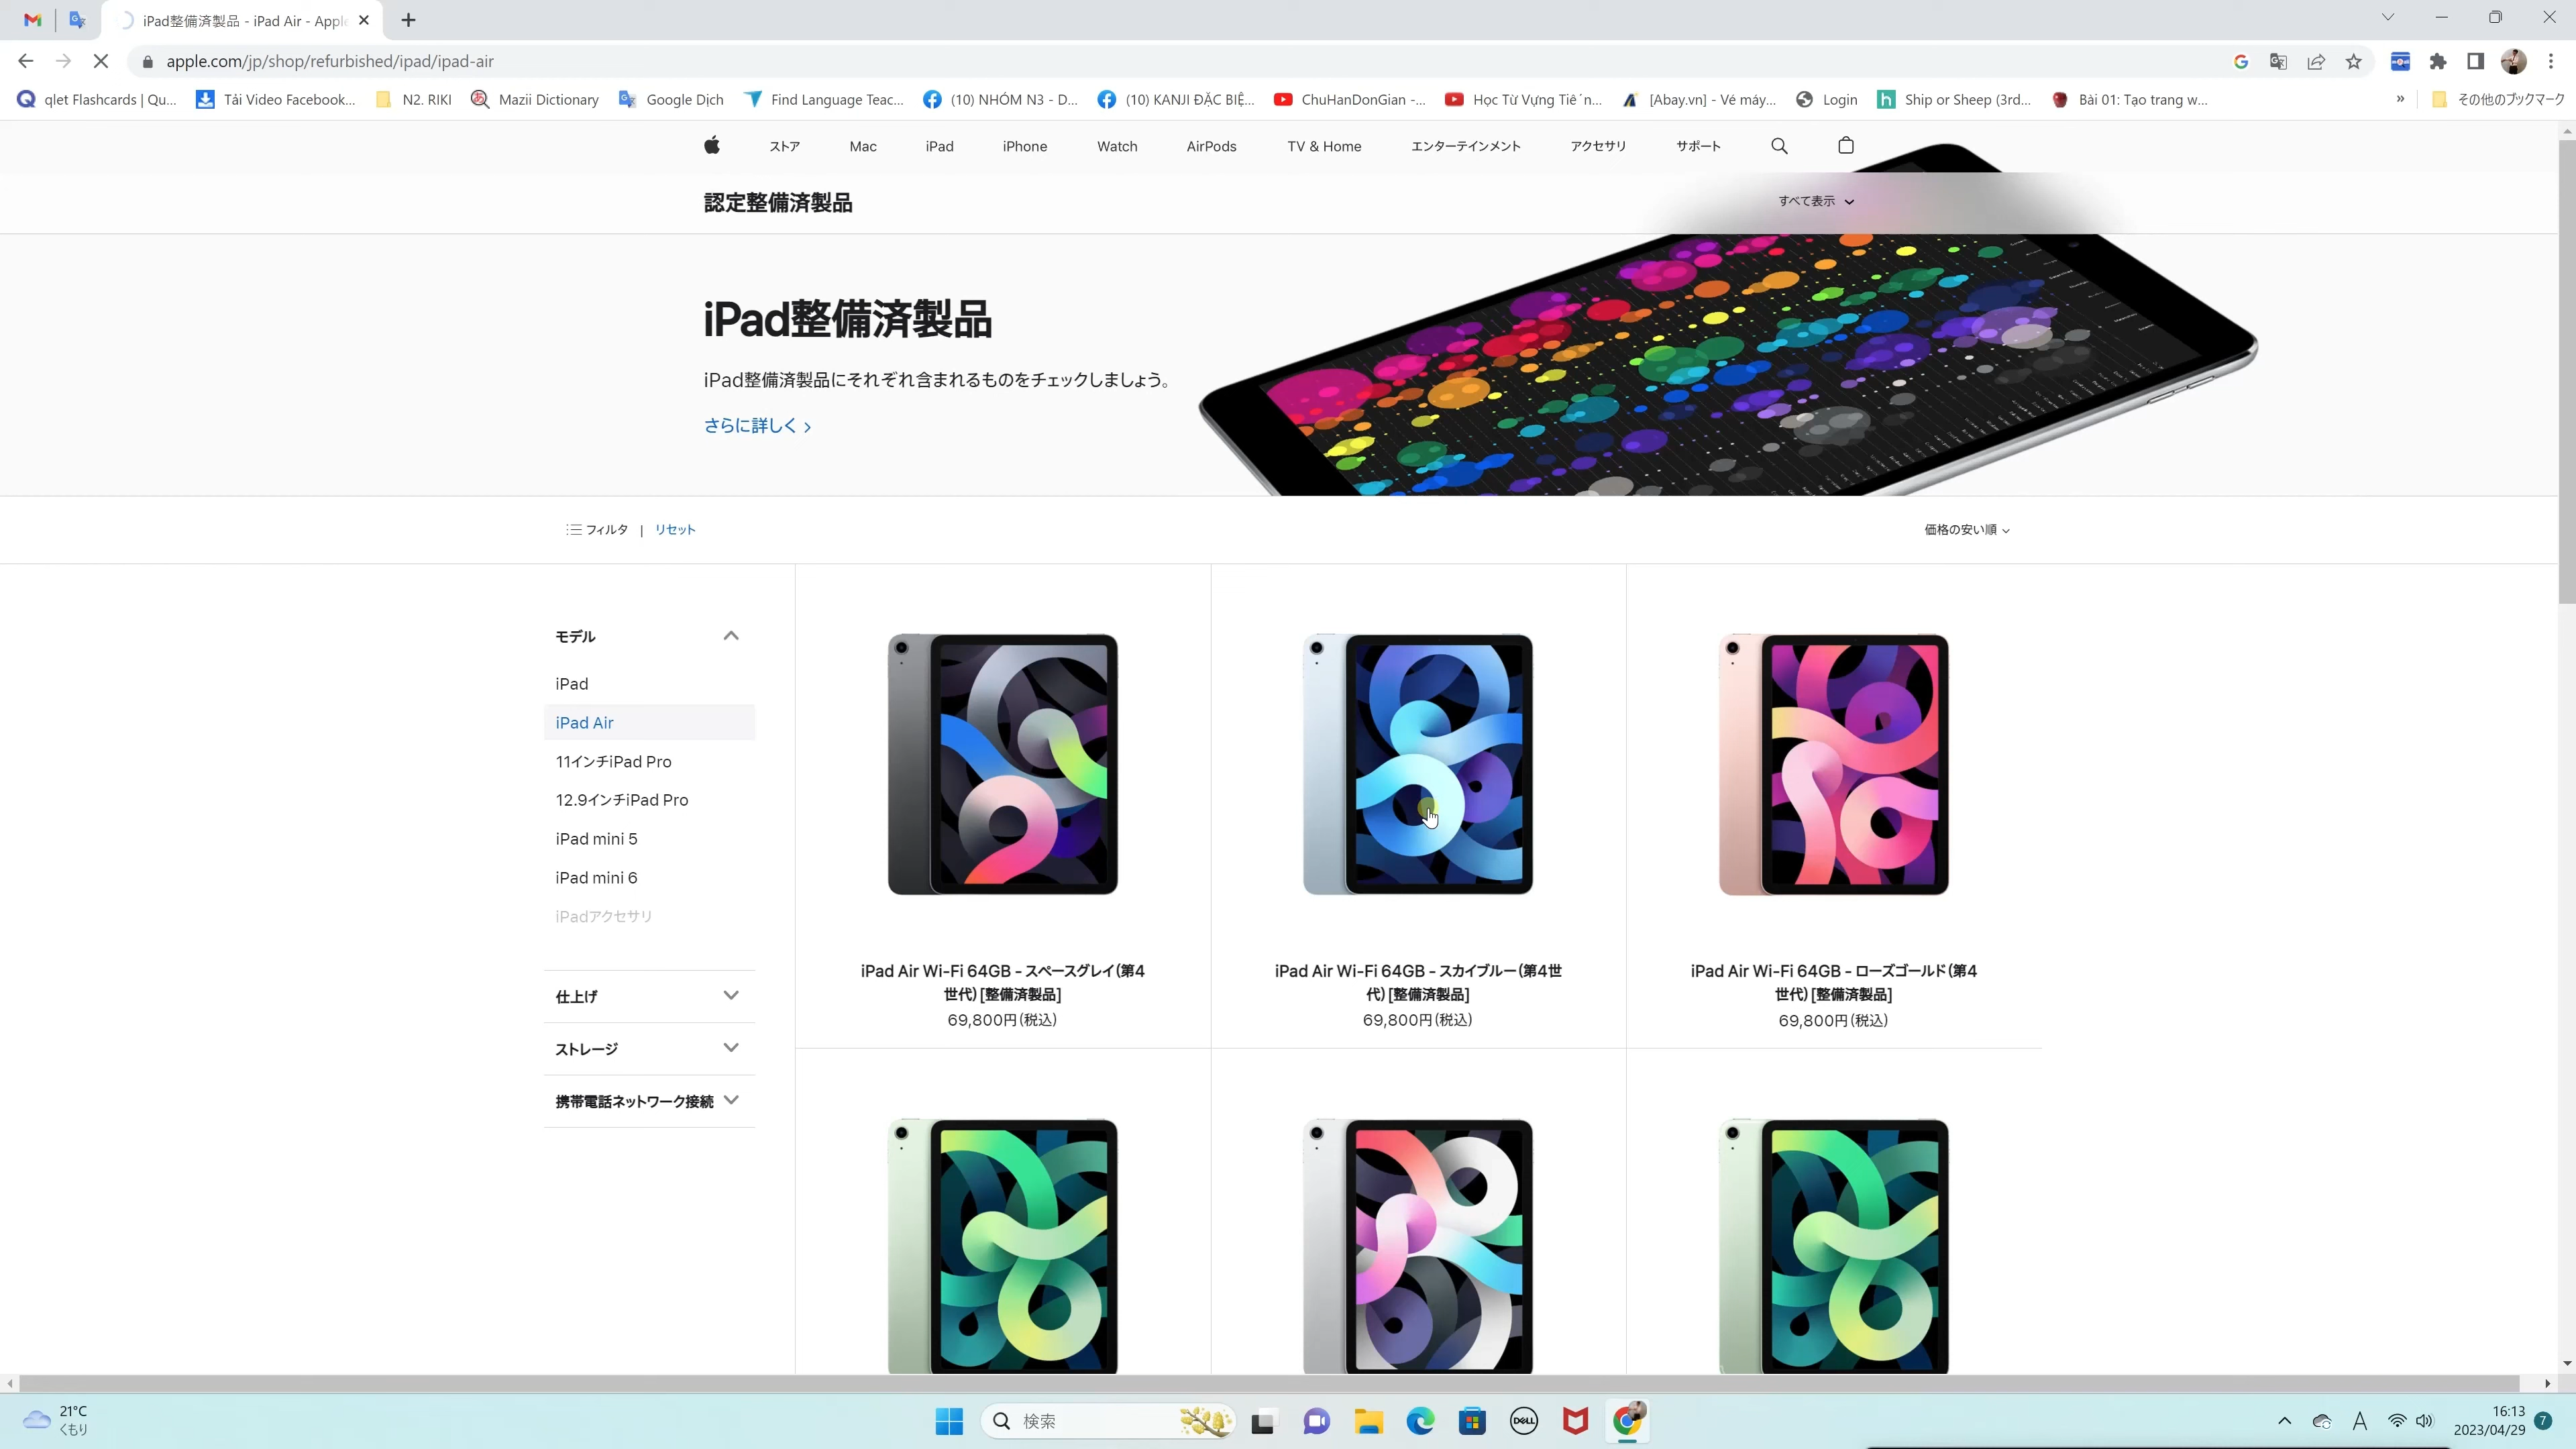 iPad整備済製品 - iPad Air - Apple
apple.com/jp/shop/refurbished/ipad/ipad-air
qlet Flashcards | Qu...
Tải Video Facebook...
N2. RIKI
Mazii Dictionary
Google Dịch
Find Language Teac...
(10) NHÓM N3 - D...
(10) KANJI ĐẶC BIỆ...
ChuHanDonGian -...
Học Từ Vựng Tiế´n...
[Abay.vn] - Vé máy...
Login
Ship or Sheep (3rd...
Bài 01: Tạo trang w...
»
その他のブックマーク
ストア
Mac
iPad
iPhone
Watch
AirPods
TV & Home
エンターテインメント
アクセサリ
サポート
認定整備済製品
すべて表示
iPad整備済製品
iPad整備済製品にそれぞれ含まれるものをチェックしましょう。
さらに詳しく >
フィルタ | リセット
価格の安い順
モデル
iPad
iPad Air
11インチiPad Pro
12.9インチiPad Pro
iPad mini 5
iPad mini 6
iPadアクセサリ
仕上げ
ストレージ
携帯電話ネットワーク接続
iPad Air Wi-Fi 64GB - スペースグレイ(第4
世代) [整備済製品]
69,800円(税込)
iPad Air Wi-Fi 64GB - スカイブルー(第4世
代) [整備済製品]
69,800円(税込)
iPad Air Wi-Fi 64GB - ローズゴールド(第4
世代) [整備済製品]
69,800円(税込)
21°C
くもり
検索
DELL
A
16:13
2023/04/29
7